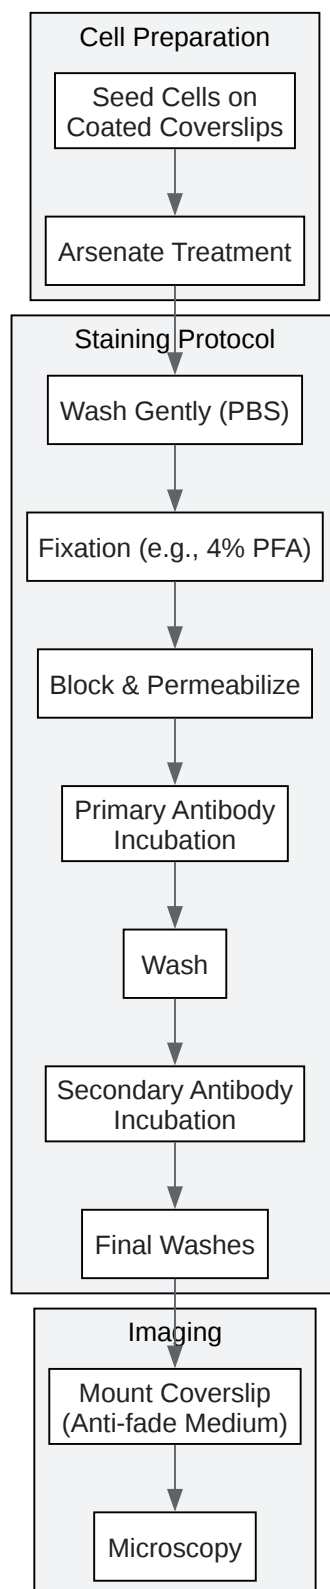 Cell Preparation
Seed Cells on
Coated Coverslips
Arsenate Treatment
Staining Protocol
Wash Gently (PBS)
Fixation (e.g., 4% PFA)
Block & Permeabilize
Primary Antibody
Incubation
Wash
Secondary Antibody
Incubation
Final Washes
Imaging
Mount Coverslip
(Anti-fade Medium)
Microscopy